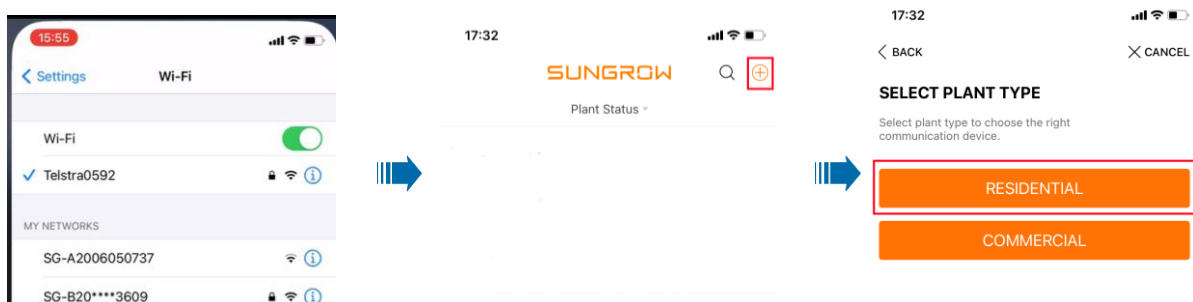 15:55
Settings
Wi-Fi
Wi-Fi
Telstra0592
MY NETWORKS
SG-A2006050737
SG-B20****3609
17:32
SUNGROW
Plant Status
17:32
BACK
CANCEL
SELECT PLANT TYPE
Select plant type to choose the right
communication device.
RESIDENTIAL
COMMERCIAL